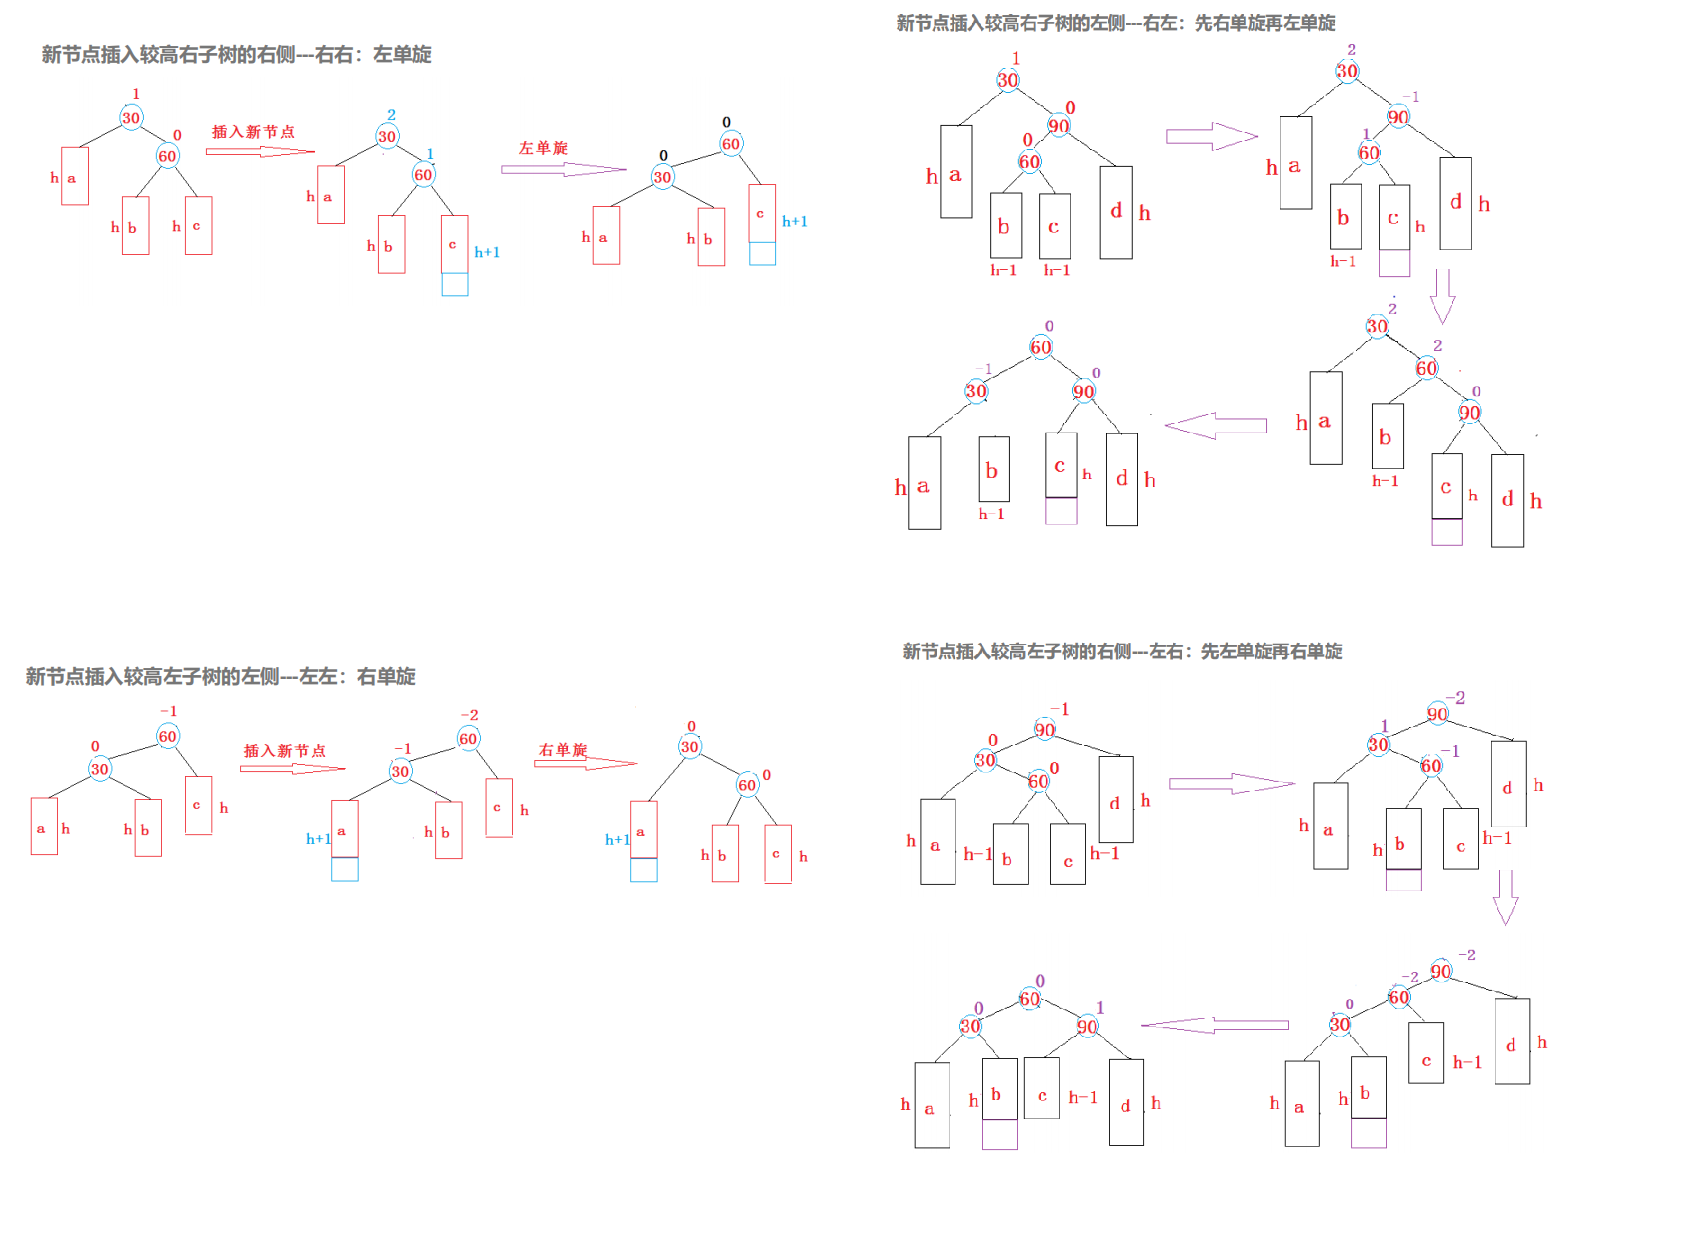 新节点插入较高右子树的右侧---右右：左单旋
1
30
0
60
h a
h b
h c
插入新节点
2
30
1
60
h a
h b
c
h+1
左单旋
0
60
0
30
h a
h b
c
h+1
新节点插入较高右子树的左侧---右左：先右单旋再左单旋
1
30
0
90
0
60
h a
b
c
d h
h-1
h-1
2
30
-1
90
1
60
h a
b
c
h
d h
h-1
2
30
2
60
0
90
h a
b
h-1
c h
d h
0
60
-1
30
0
90
h a
b
h-1
c h
d h
新节点插入较高左子树的左侧---左左：右单旋
-1
60
0
30
a h
h b
c
h
插入新节点
-2
60
-1
30
h+1
a
h b
c
h
右单旋
0
30
0
60
h+1
a
h b
c h
新节点插入较高左子树的右侧---左右：先左单旋再右单旋
-1
90
0
30
0
60
h a
h-1 b
c h-1
d h
-2
90
1
30
-1
60
h a
h b
c h-1
d h
-2
90
-2
60
0
30
h a
h b
c h-1
d h
0
60
0
30
1
90
h a
h b
c h-1
d h